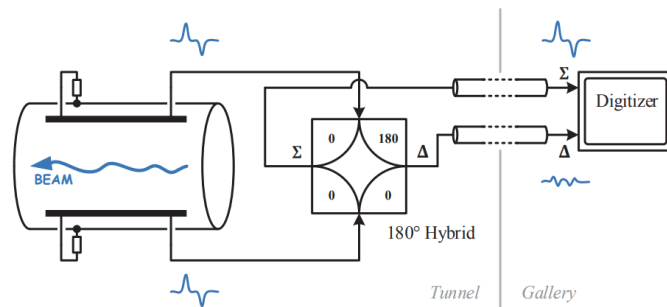 Σ
Digitizer
0
180
Σ
Δ
Δ
BEAM
0
0
180° Hybrid
Tunnel
Gallery